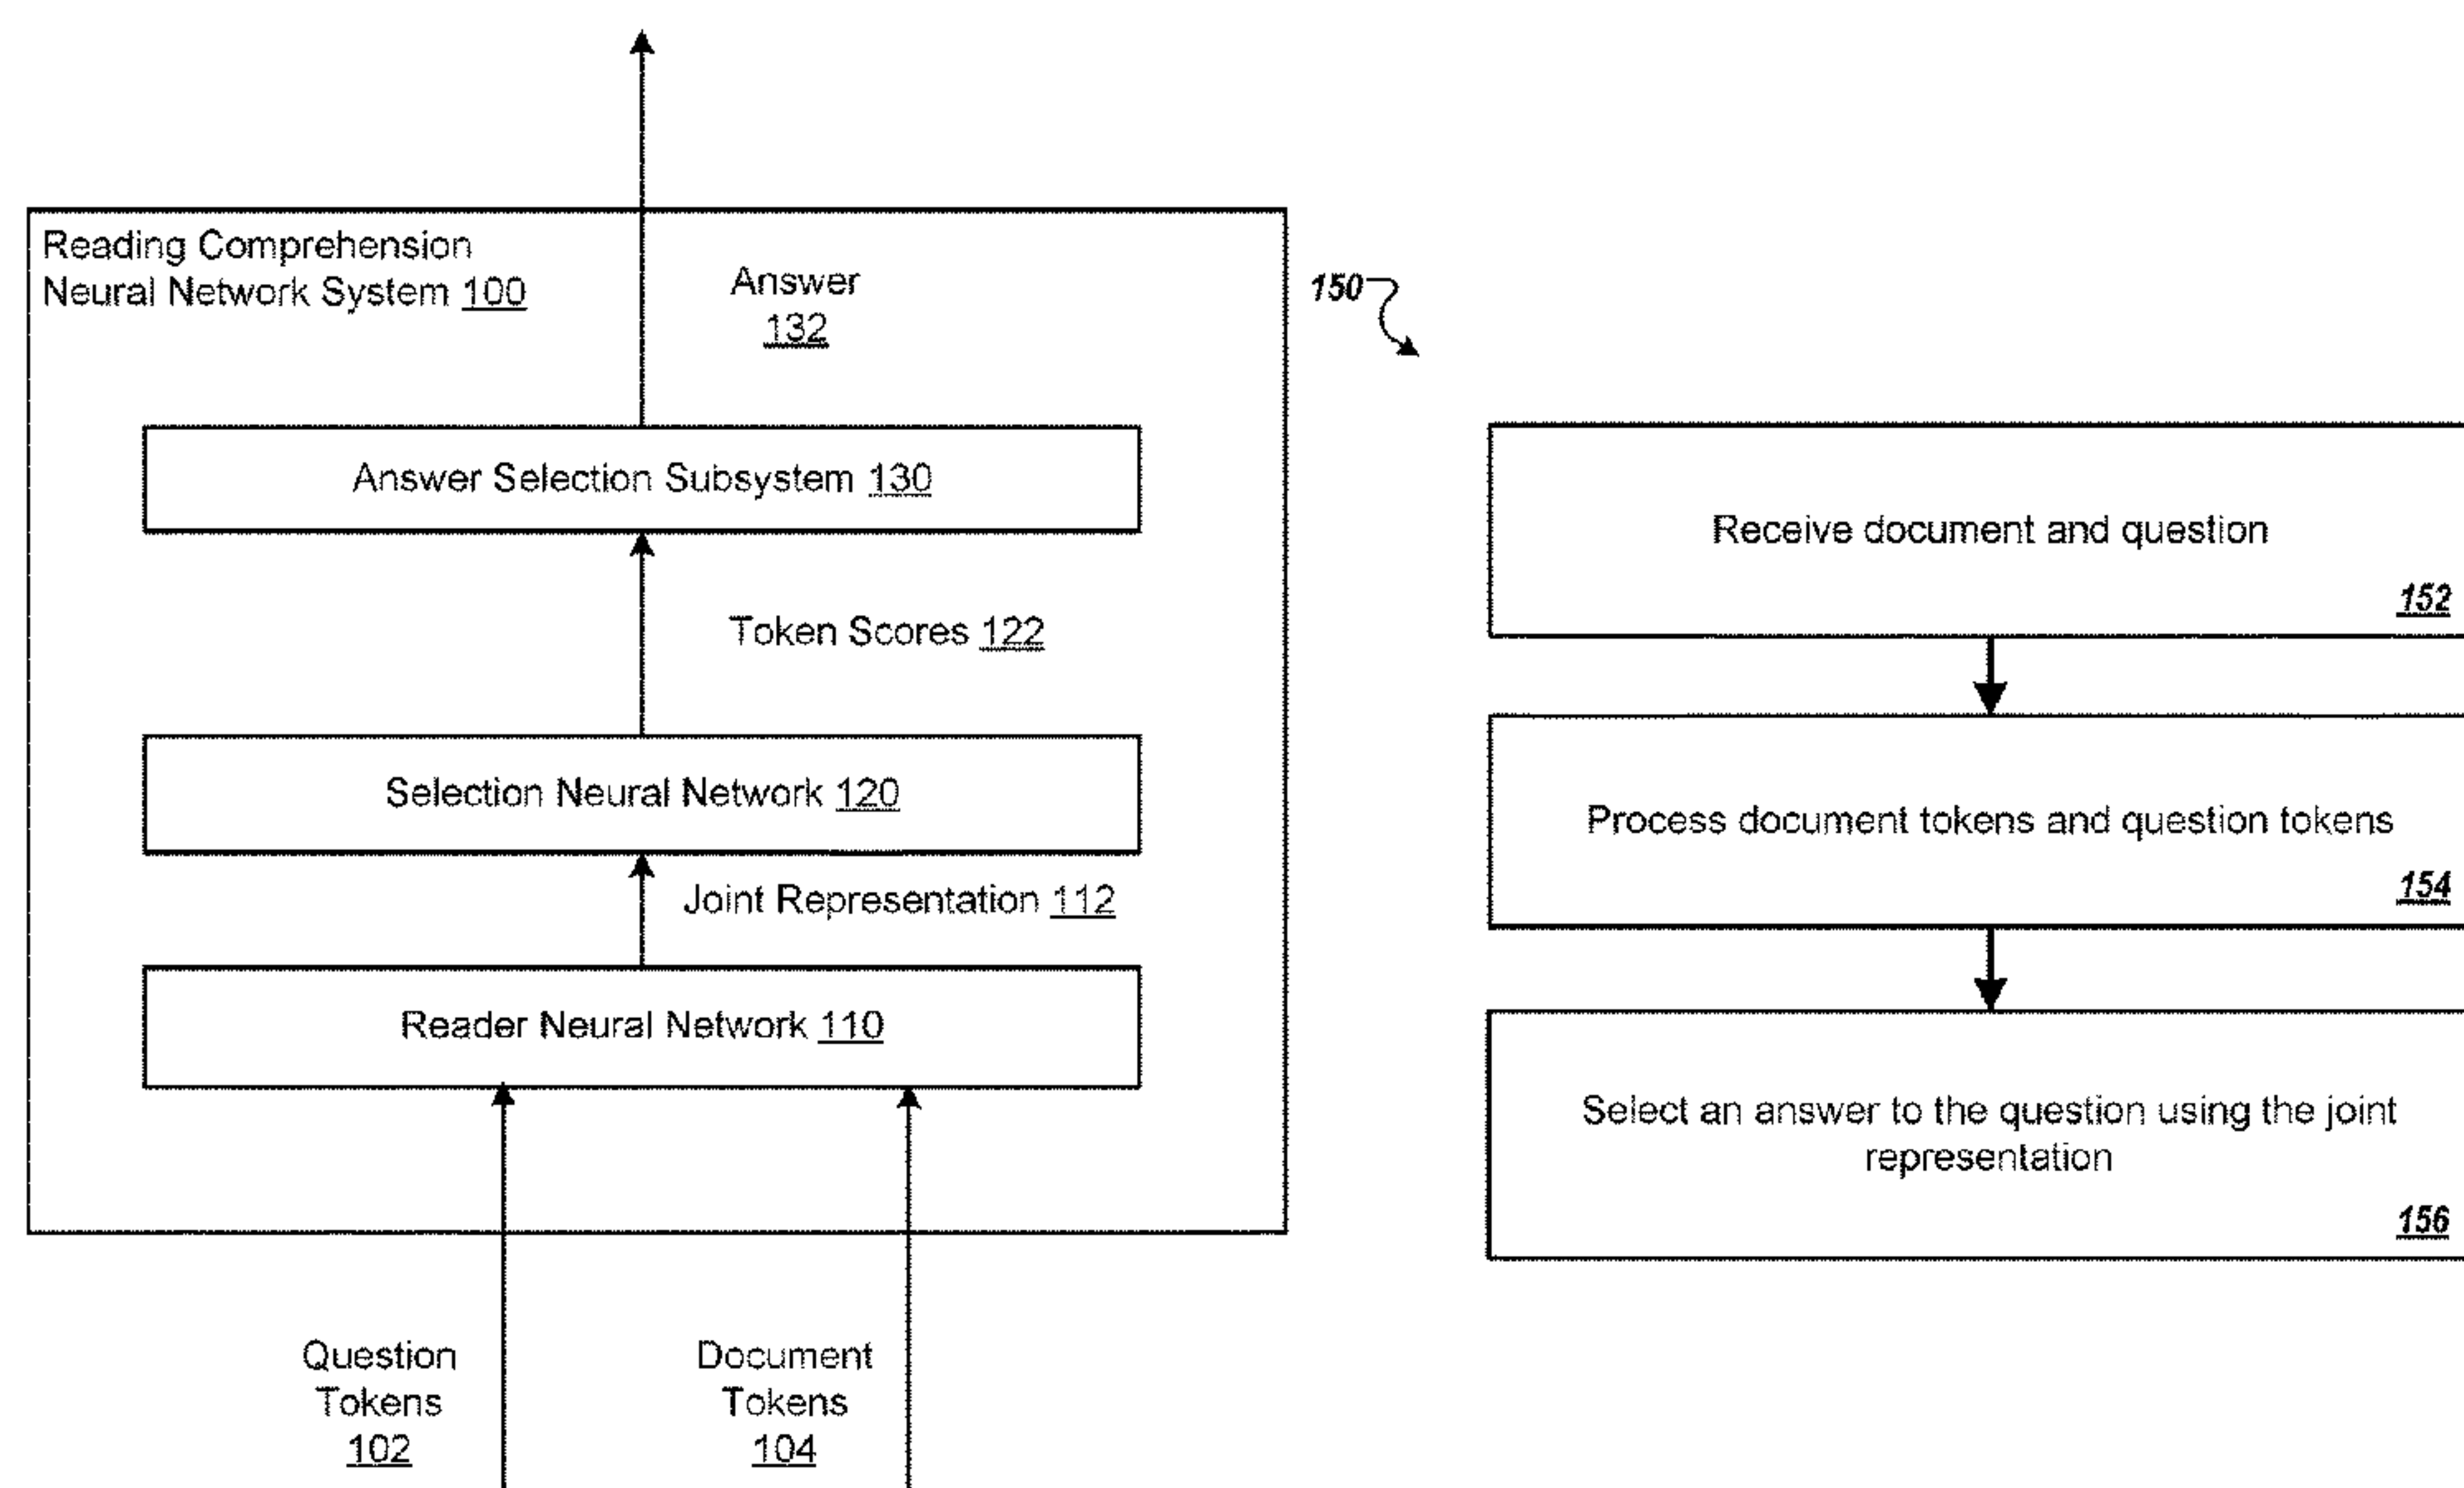 Reading Comprehension
Neural Network System 100
Answer
132
Answer Selection Subsystem 130
Token Scores 122
Selection Neural Network 120
Joint Representation 112
Reader Neural Network 110
Question
Tokens
102
Document
Tokens
104
150
Receive document and question
152
Process document tokens and question tokens
154
Select an answer to the question using the joint
representation
156